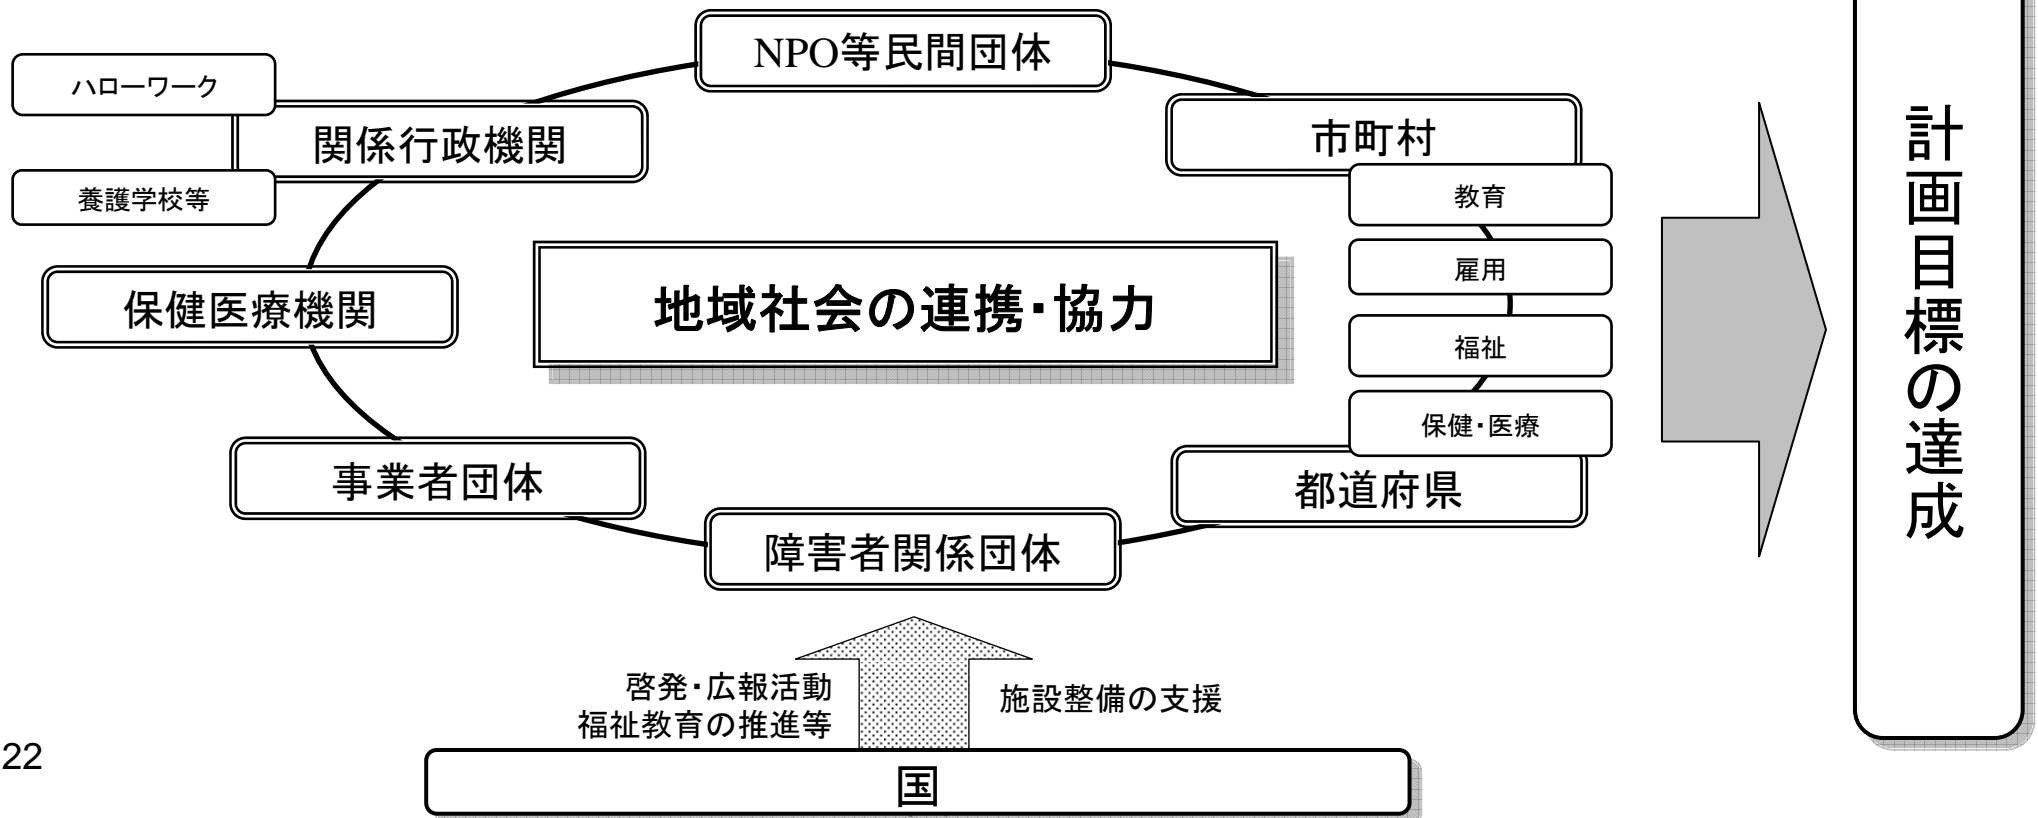 NPO等民間団体
ハローワーク
関係行政機関
養護学校等
市町村
教育
雇用
福祉
保健・医療
都道府県
保健医療機関
地域社会の連携・協力
事業者団体
障害者関係団体
啓発・広報活動
福祉教育の推進等
施設整備の支援
国
計画目標の達成
22